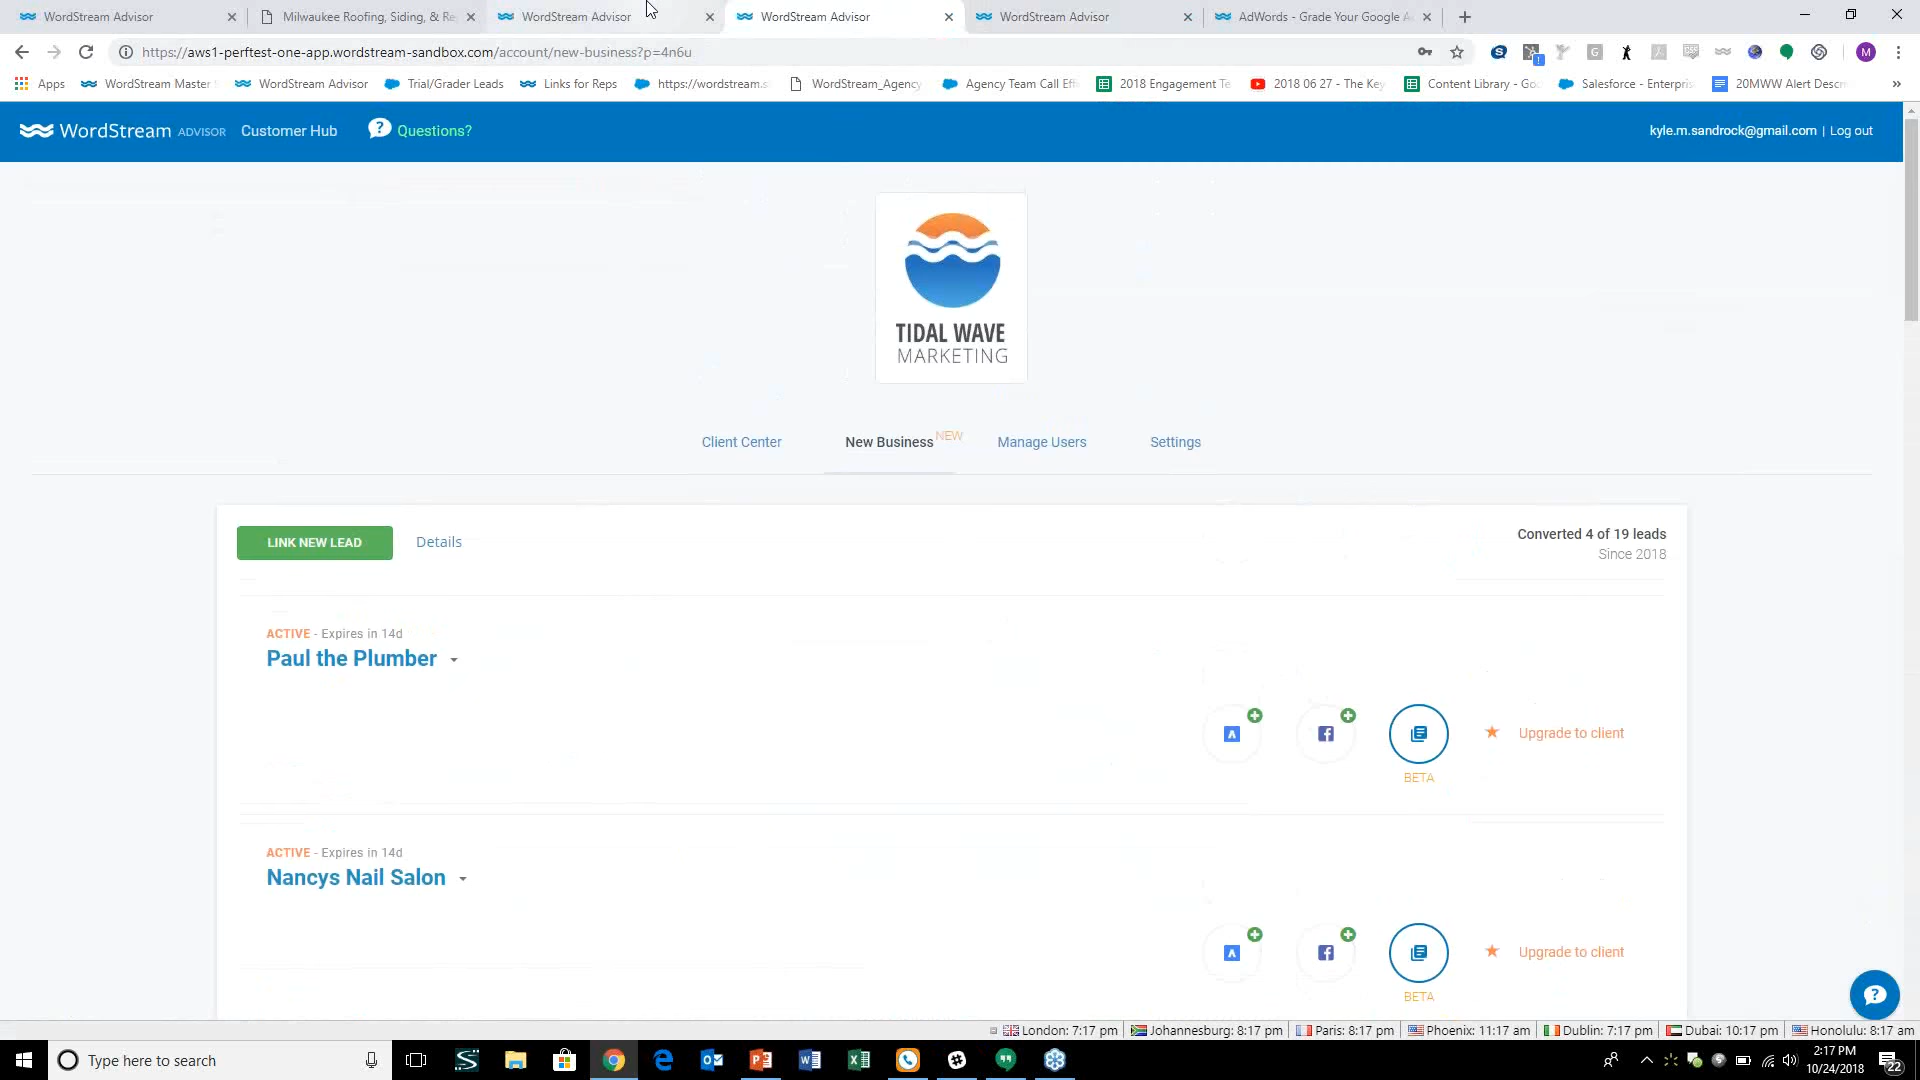 WordStream Advisor
Milwaukee Roofing, Siding, & Re
WordStream Advisor
WordStream Advisor
WordStream Advisor
AdWords - Grade Your Google A
https://aws1-perftest-one-app.wordstream-sandbox.com/account/new-business?p=4n6u
M
Apps
WordStream Master
WordStream Advisor
Trial/Grader Leads
Links for Reps
https://wordstream.s
WordStream_Agency
Agency Team Call Effi
2018 Engagement Te
2018 06 27 - The Key
Content Library - Go
Salesforce - Enterpris
20MWW Alert Descri
WordStream ADVISOR
Customer Hub
Questions?
kyle.m.sandrock@gmail.com | Log out
TIDAL WAVE
MARKETING
Client Center
New Business NEW
Manage Users
Settings
LINK NEW LEAD
Details
Converted 4 of 19 leads
Since 2018
ACTIVE - Expires in 14d
Paul the Plumber
Upgrade to client
BETA
ACTIVE - Expires in 14d
Nancys Nail Salon
Upgrade to client
BETA
London: 7:17 pm
Johannesburg: 8:17 pm
Paris: 8:17 pm
Phoenix: 11:17 am
Dublin: 7:17 pm
Dubai: 10:17 pm
Honolulu: 8:17 am
Type here to search
2:17 PM
10/24/2018
22